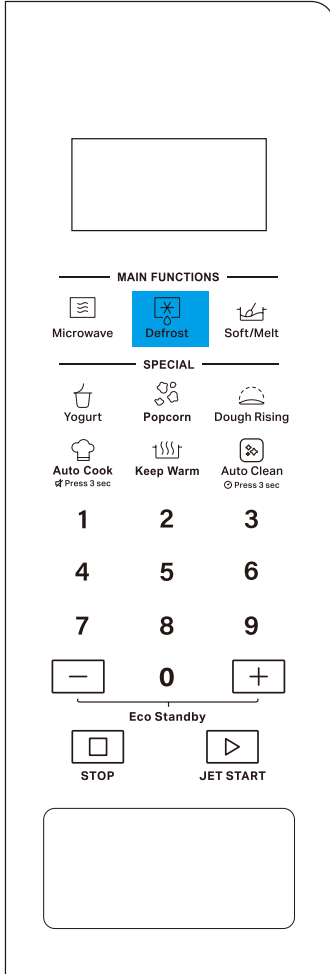 MAIN FUNCTIONS
Microwave Defrost Soft/Melt
SPECIAL
Yogurt Popcorn Dough Rising
Auto Cook Keep Warm Auto Clean
Press 3 sec Press 3 sec
1 2 3
4 5 6
7 8 9
− 0 +
Eco Standby
STOP JET START